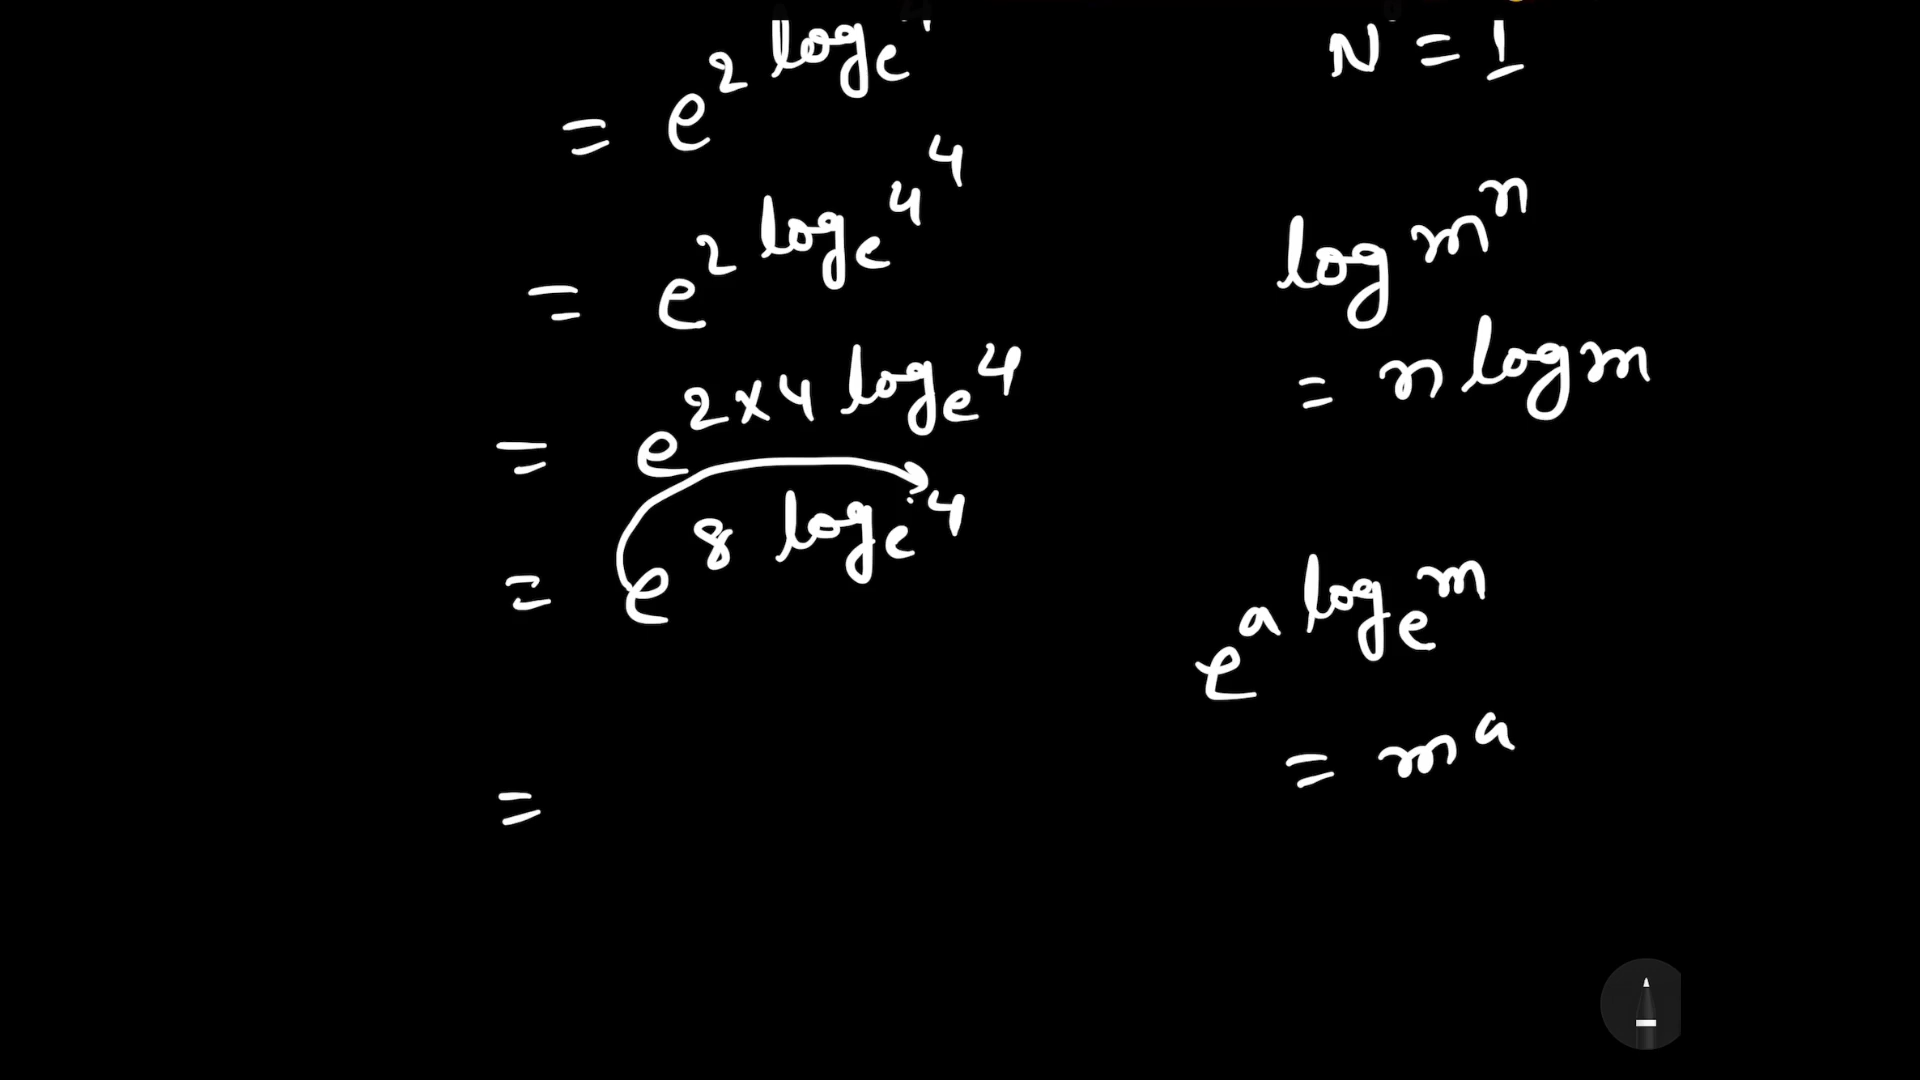 = e^{2 log_e
= e^{2 log_e 4^4}
= e^{2×4 log_e 4}
= e^{8 log_e 4}
=
N = 1
log m^n
= n log m
e^{a log_e m}
= m^a